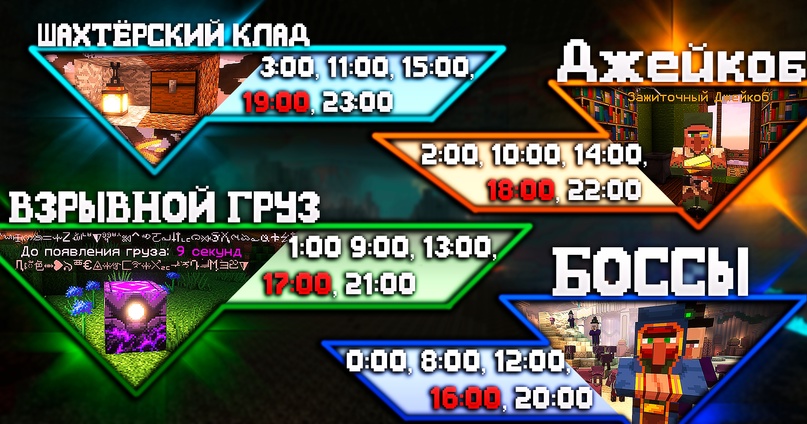 ШАХТЁРСКИЙ КЛАД
3:00, 11:00, 15:00,
19:00, 23:00
Джейкоб
Зажиточный Джейкоб
2:00, 10:00, 14:00,
18:00, 22:00
ВЗРЫВНОЙ ГРУЗ
До появления груза: 9 секунд
1:00 9:00, 13:00,
17:00, 21:00
БОССЫ
0:00, 8:00, 12:00,
16:00, 20:00